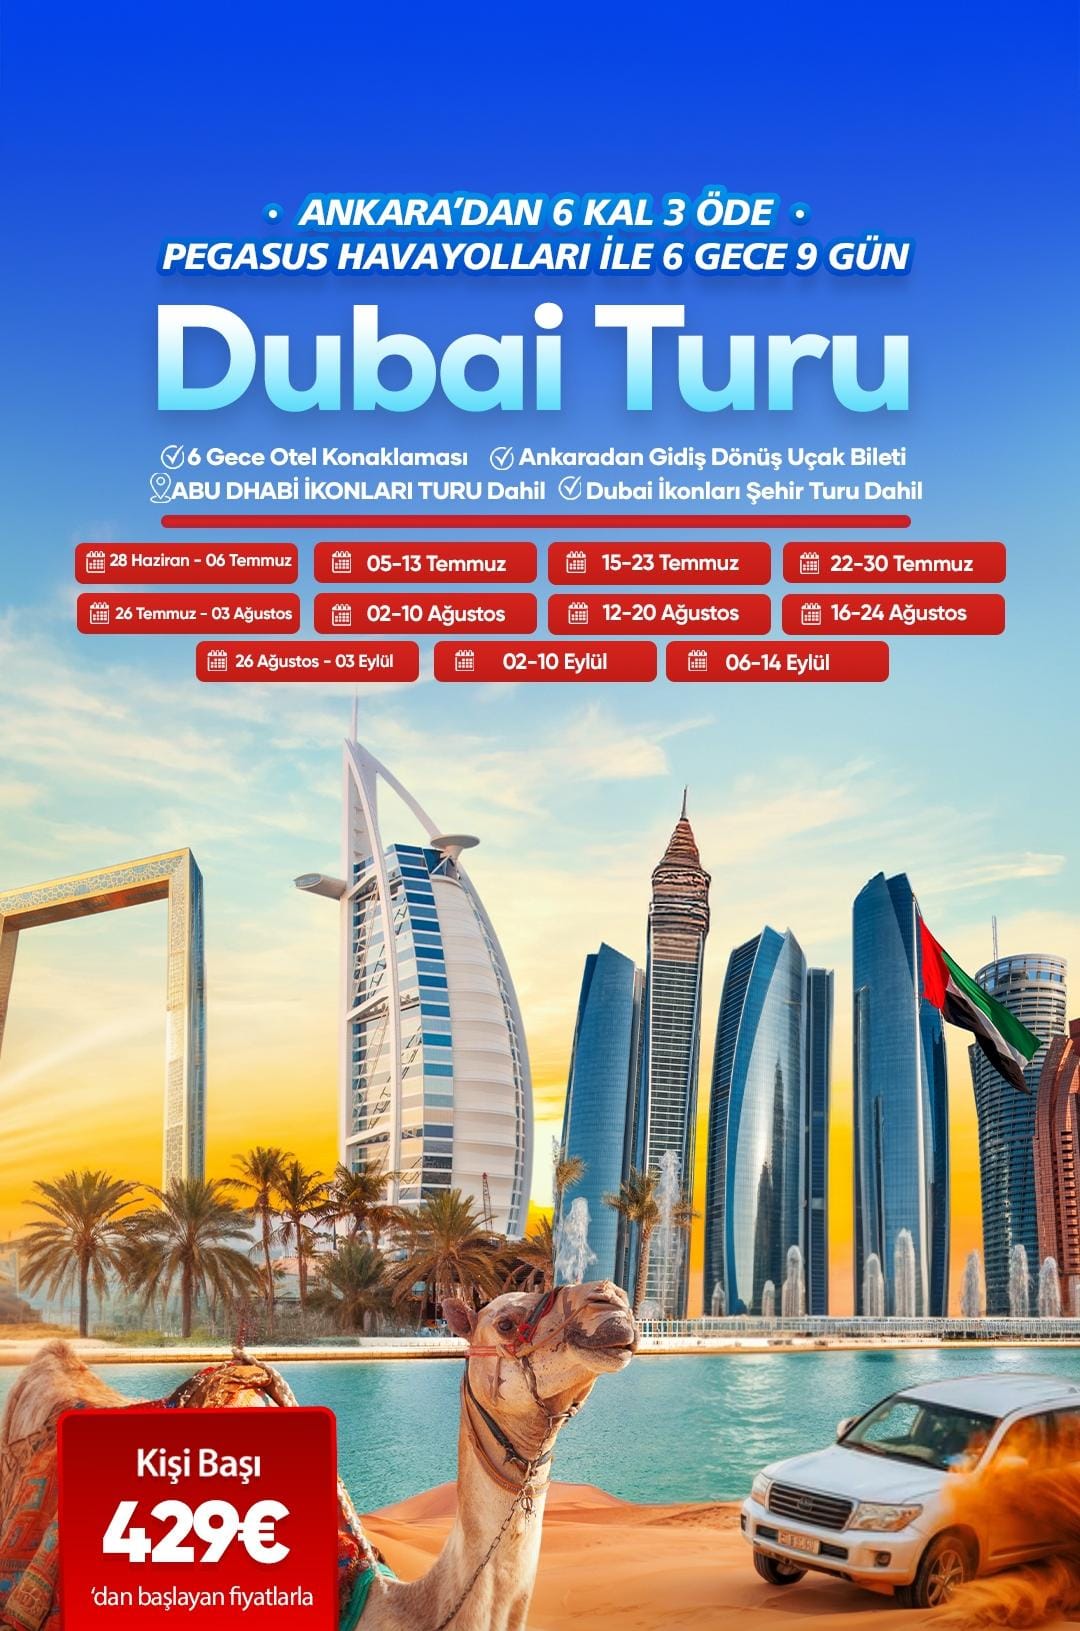 • ANKARA'DAN 6 KAL 3 ÖDE •
PEGASUS HAVAYOLLARI İLE 6 GECE 9 GÜN
Dubai Turu
6 Gece Otel Konaklaması Ankaradan Gidiş Dönüş Uçak Bileti
ABU DHABİ İKONLARI TURU Dahil Dubai İkonları Şehir Turu Dahil
28 Haziran - 06 Temmuz 05-13 Temmuz 15-23 Temmuz 22-30 Temmuz
26 Temmuz - 03 Ağustos 02-10 Ağustos 12-20 Ağustos 16-24 Ağustos
26 Ağustos - 03 Eylül 02-10 Eylül 06-14 Eylül
Kişi Başı
429€
'dan başlayan fiyatlarla